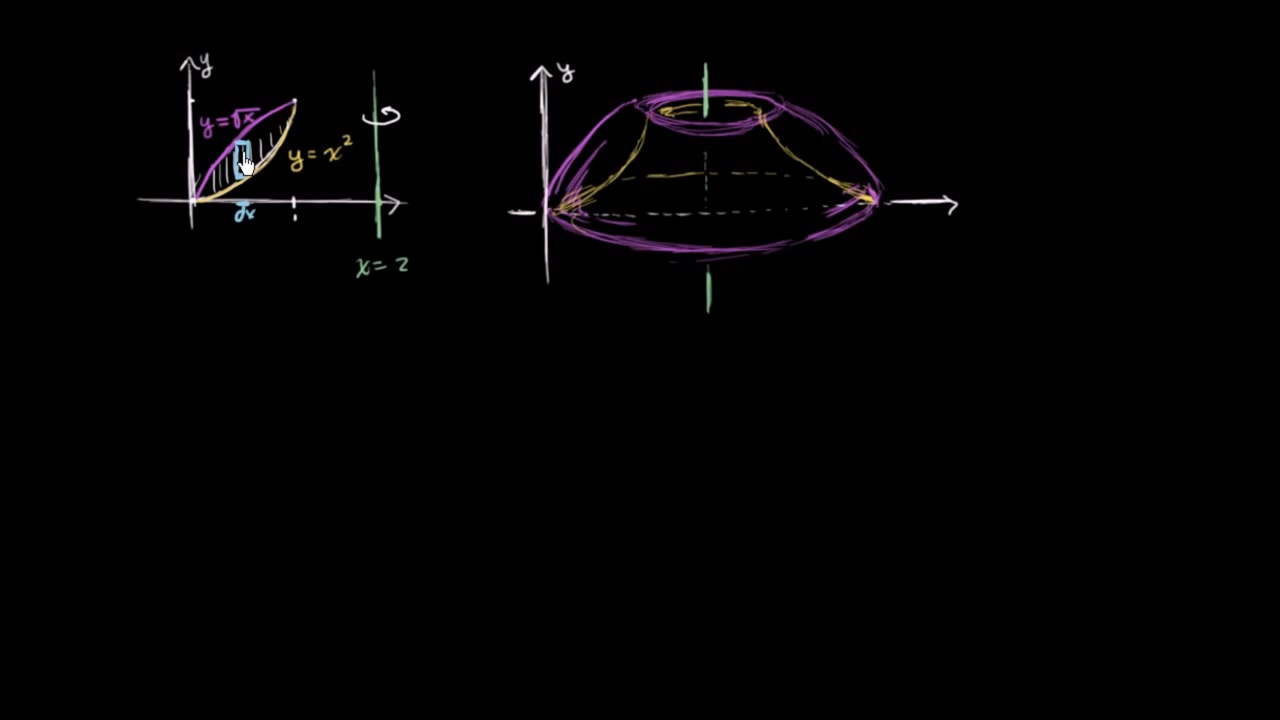 y
y = √x
y = x²
dx
x = 2
y